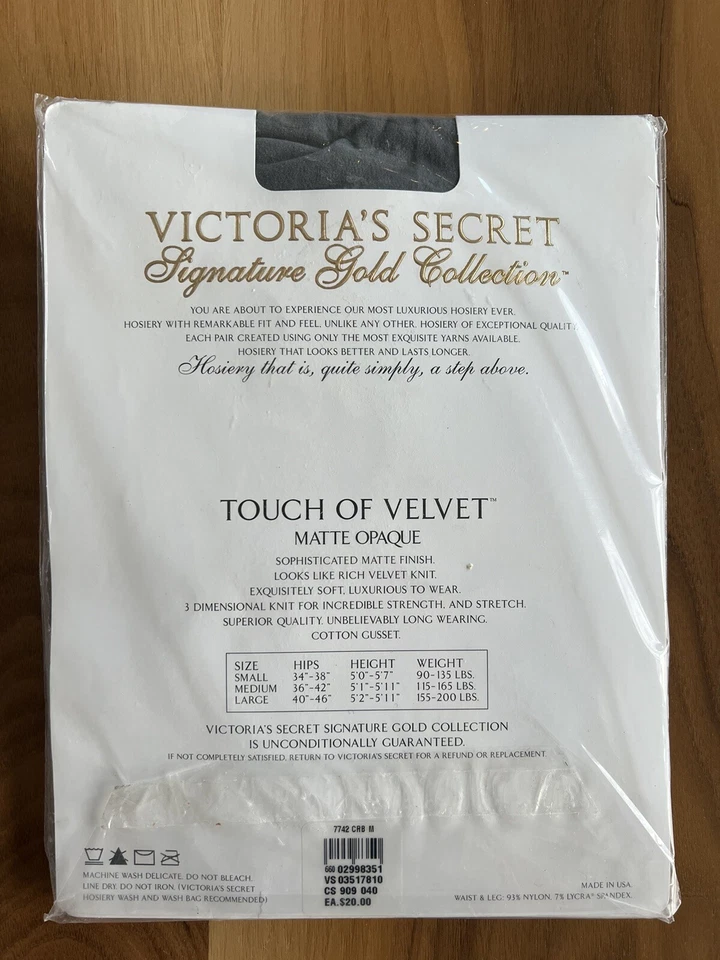 VICTORIA'S SECRET
Signature Gold Collection™
YOU ARE ABOUT TO EXPERIENCE OUR MOST LUXURIOUS HOSIERY EVER.
HOSIERY WITH REMARKABLE FIT AND FEEL, UNLIKE ANY OTHER. HOSIERY OF EXCEPTIONAL QUALITY.
EACH PAIR CREATED USING ONLY THE MOST EXQUISITE YARNS AVAILABLE.
HOSIERY THAT LOOKS BETTER AND LASTS LONGER.
Hosiery that is, quite simply, a step above.
TOUCH OF VELVET™
MATTE OPAQUE
SOPHISTICATED MATTE FINISH.
LOOKS LIKE RICH VELVET KNIT.
EXQUISITELY SOFT, LUXURIOUS TO WEAR.
3 DIMENSIONAL KNIT FOR INCREDIBLE STRENGTH, AND STRETCH.
SUPERIOR QUALITY. UNBELIEVABLY LONG WEARING.
COTTON GUSSET.
SIZE HIPS HEIGHT WEIGHT
SMALL 34"-38" 5'0"-5'7" 90-135 LBS.
MEDIUM 36"-42" 5'1"-5'11" 115-165 LBS.
LARGE 40"-46" 5'2"-5'11" 155-200 LBS.
VICTORIA'S SECRET SIGNATURE GOLD COLLECTION
IS UNCONDITIONALLY GUARANTEED.
IF NOT COMPLETELY SATISFIED, RETURN TO VICTORIA'S SECRET FOR A REFUND OR REPLACEMENT.
7742 CRB M
660 02998351
VS 03517810
CS 909 040
EA.$20.00
MACHINE WASH DELICATE. DO NOT BLEACH.
LINE DRY. DO NOT IRON. (VICTORIA'S SECRET
HOSIERY WASH AND WASH BAG RECOMMENDED)
MADE IN USA.
WAIST & LEG: 93% NYLON, 7% LYCRA® SPANDEX.